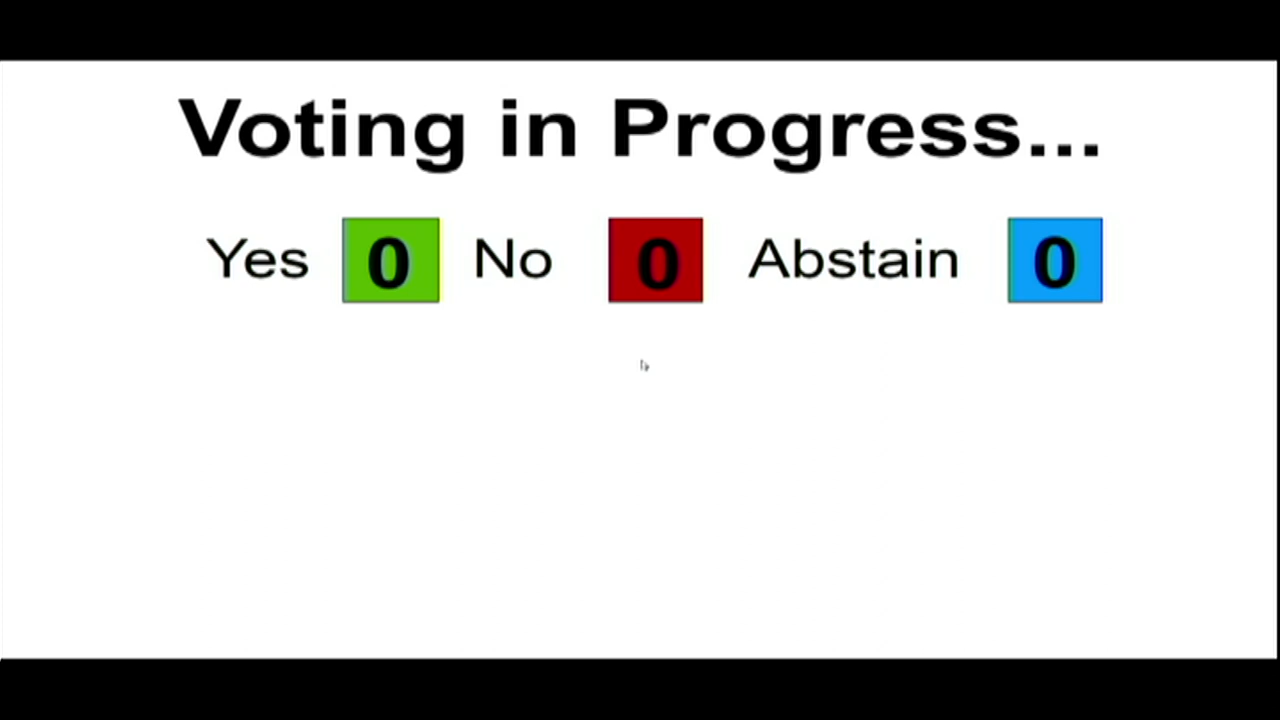 Voting in Progress...
Yes 0 No 0 Abstain 0